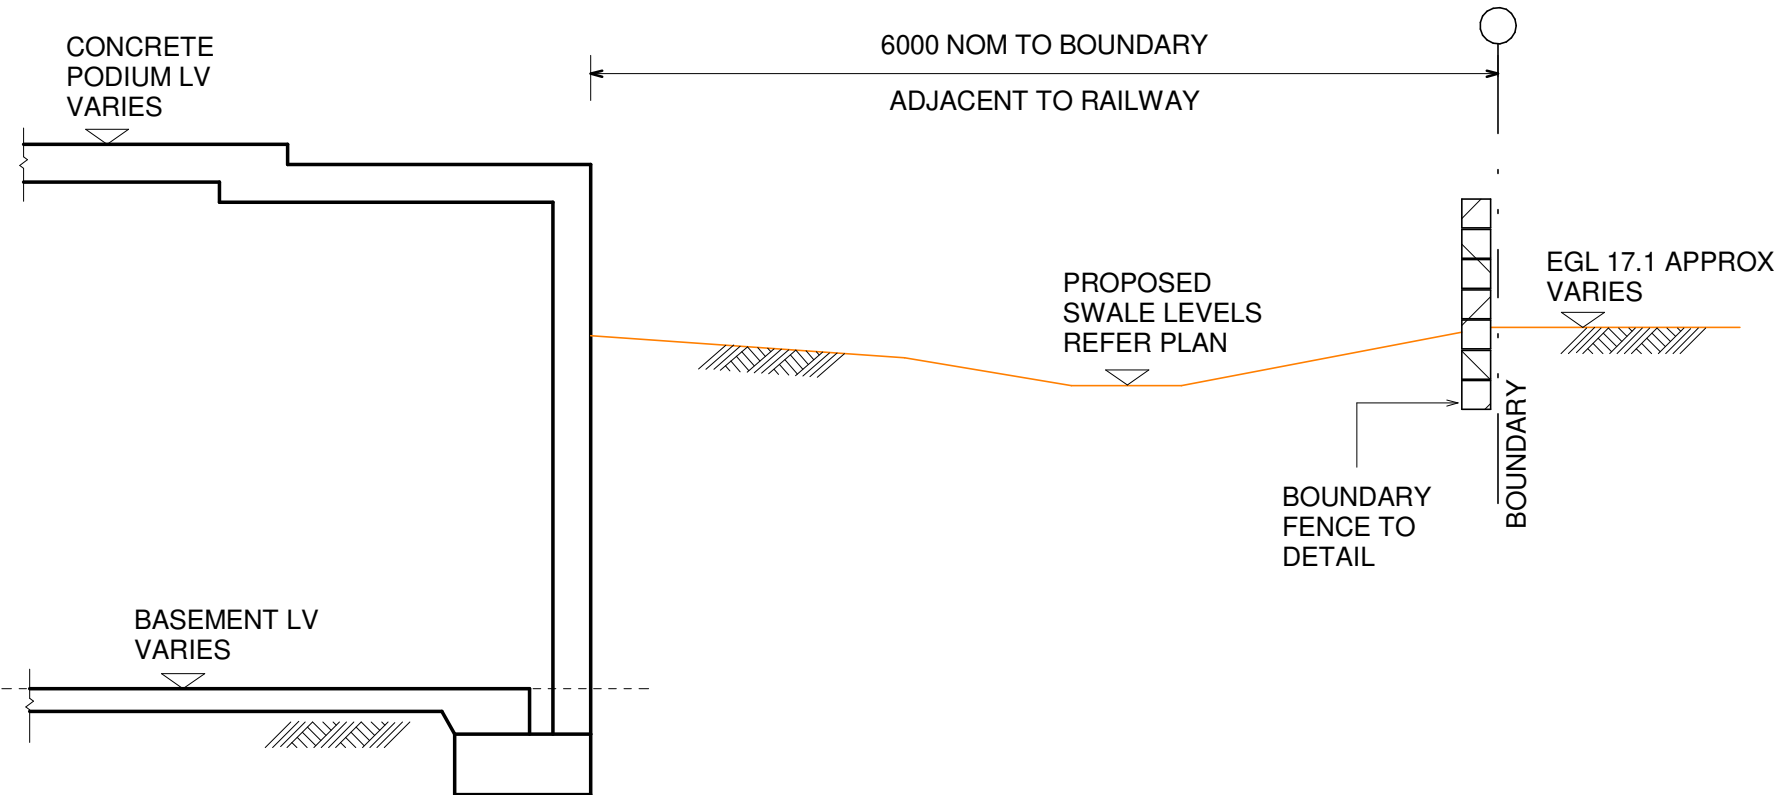 CONCRETE
PODIUM LV
VARIES
6000 NOM TO BOUNDARY
ADJACENT TO RAILWAY
PROPOSED
SWALE LEVELS
REFER PLAN
EGL 17.1 APPROX
VARIES
BOUNDARY
BOUNDARY
FENCE TO
DETAIL
BASEMENT LV
VARIES